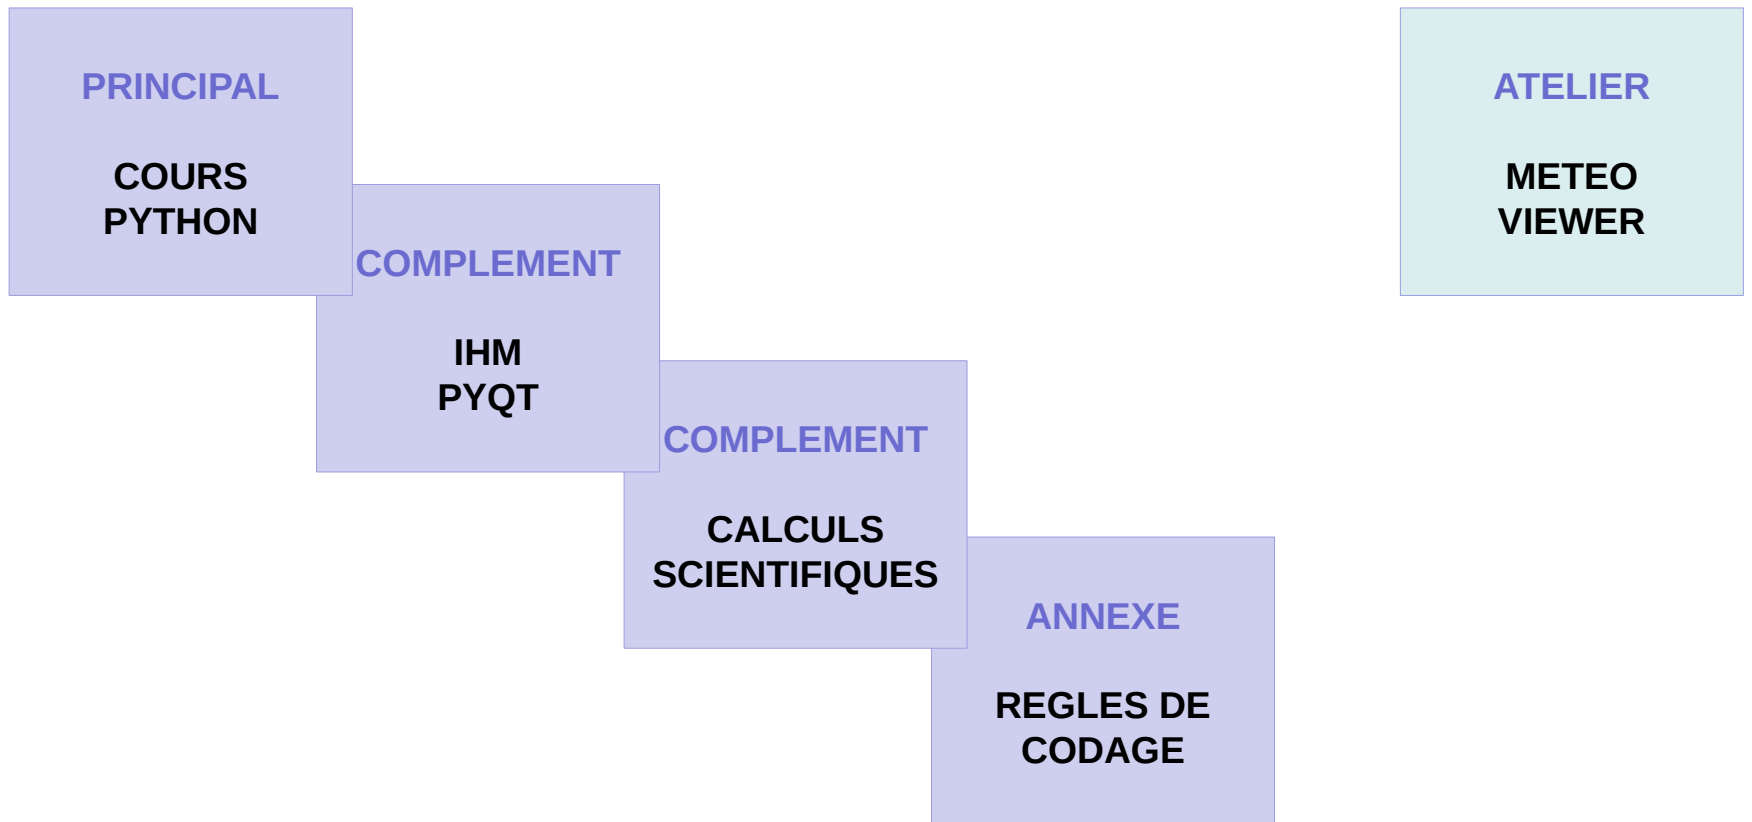 PRINCIPAL
COURS
PYTHON
COMPLEMENT
IHM
PYQT
COMPLEMENT
CALCULS
SCIENTIFIQUES
ANNEXE
REGLES DE
CODAGE
ATELIER
METEO
VIEWER